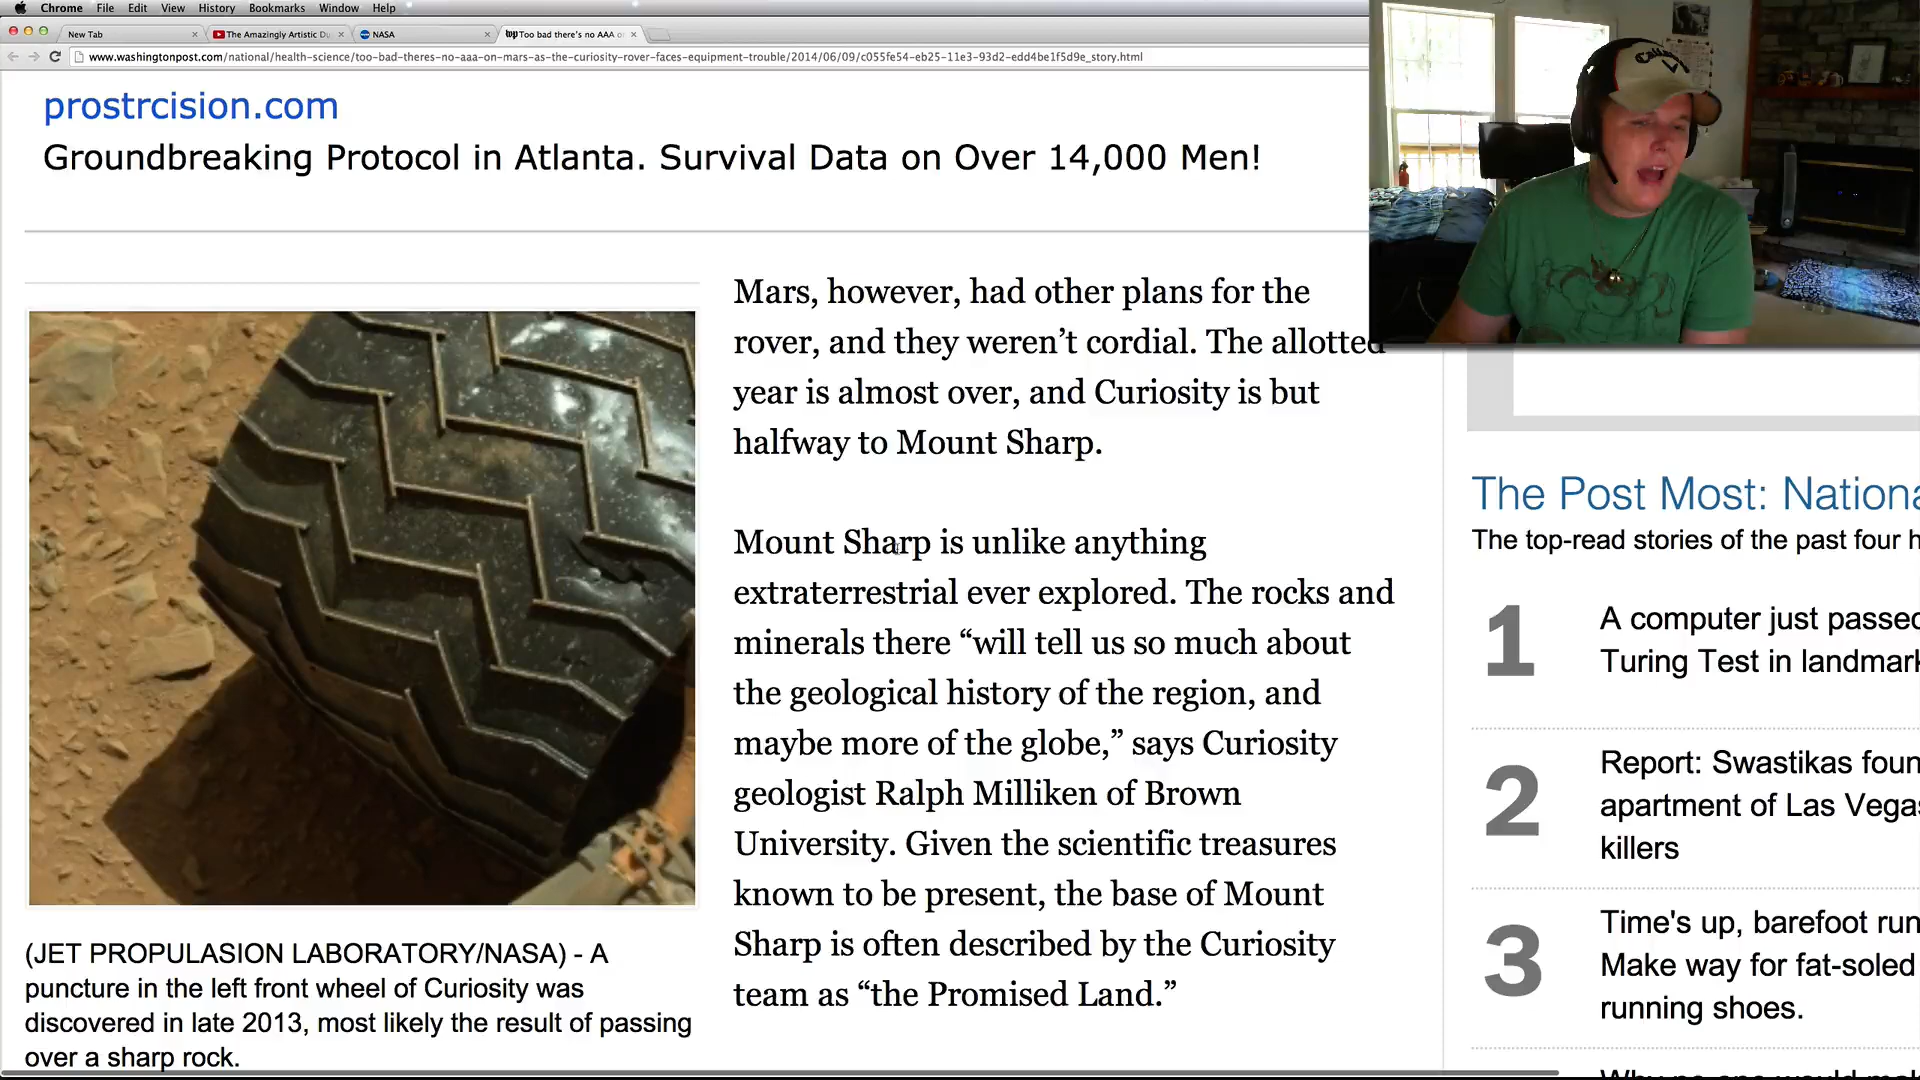 Chrome File Edit View History Bookmarks Window Help
New Tab
The Amazingly Artistic Du
NASA
Too bad there's no AAA o
www.washingtonpost.com/national/health-science/too-bad-theres-no-aaa-on-mars-as-the-curiosity-rover-faces-equipment-trouble/2014/06/09/c055fe54-eb25-11e3-93d2-edd4be1f5d9e_story.html
prostrcision.com
Groundbreaking Protocol in Atlanta. Survival Data on Over 14,000 Men!
Mars, however, had other plans for the
rover, and they weren't cordial. The allotted
year is almost over, and Curiosity is but
halfway to Mount Sharp.
Mount Sharp is unlike anything
extraterrestrial ever explored. The rocks and
minerals there “will tell us so much about
the geological history of the region, and
maybe more of the globe,” says Curiosity
geologist Ralph Milliken of Brown
University. Given the scientific treasures
known to be present, the base of Mount
Sharp is often described by the Curiosity
team as “the Promised Land.”
(JET PROPULASION LABORATORY/NASA) - A
puncture in the left front wheel of Curiosity was
discovered in late 2013, most likely the result of passing
over a sharp rock.
The Post Most: Nationa
The top-read stories of the past four h
1
A computer just passed
Turing Test in landmark
2
Report: Swastikas foun
apartment of Las Vegas
killers
3
Time's up, barefoot run
Make way for fat-soled
running shoes.